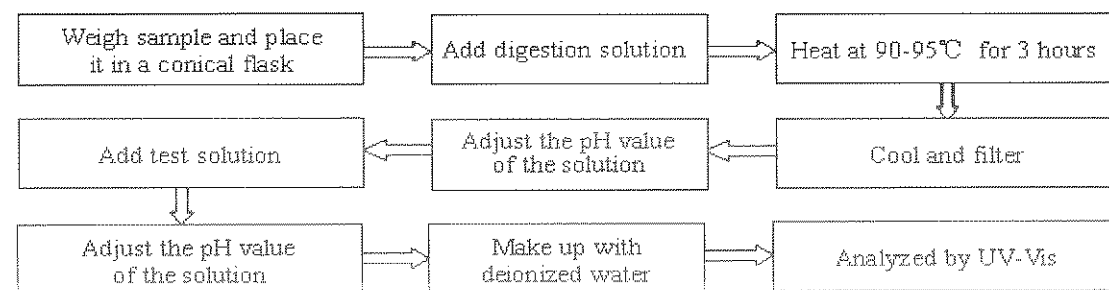 Weigh sample and place
it in a conical flask
Add digestion solution
Heat at 90-95℃ for 3 hours
Cool and filter
Adjust the pH value
of the solution
Add test solution
Adjust the pH value
of the solution
Make up with
deionized water
Analyzed by UV-Vis